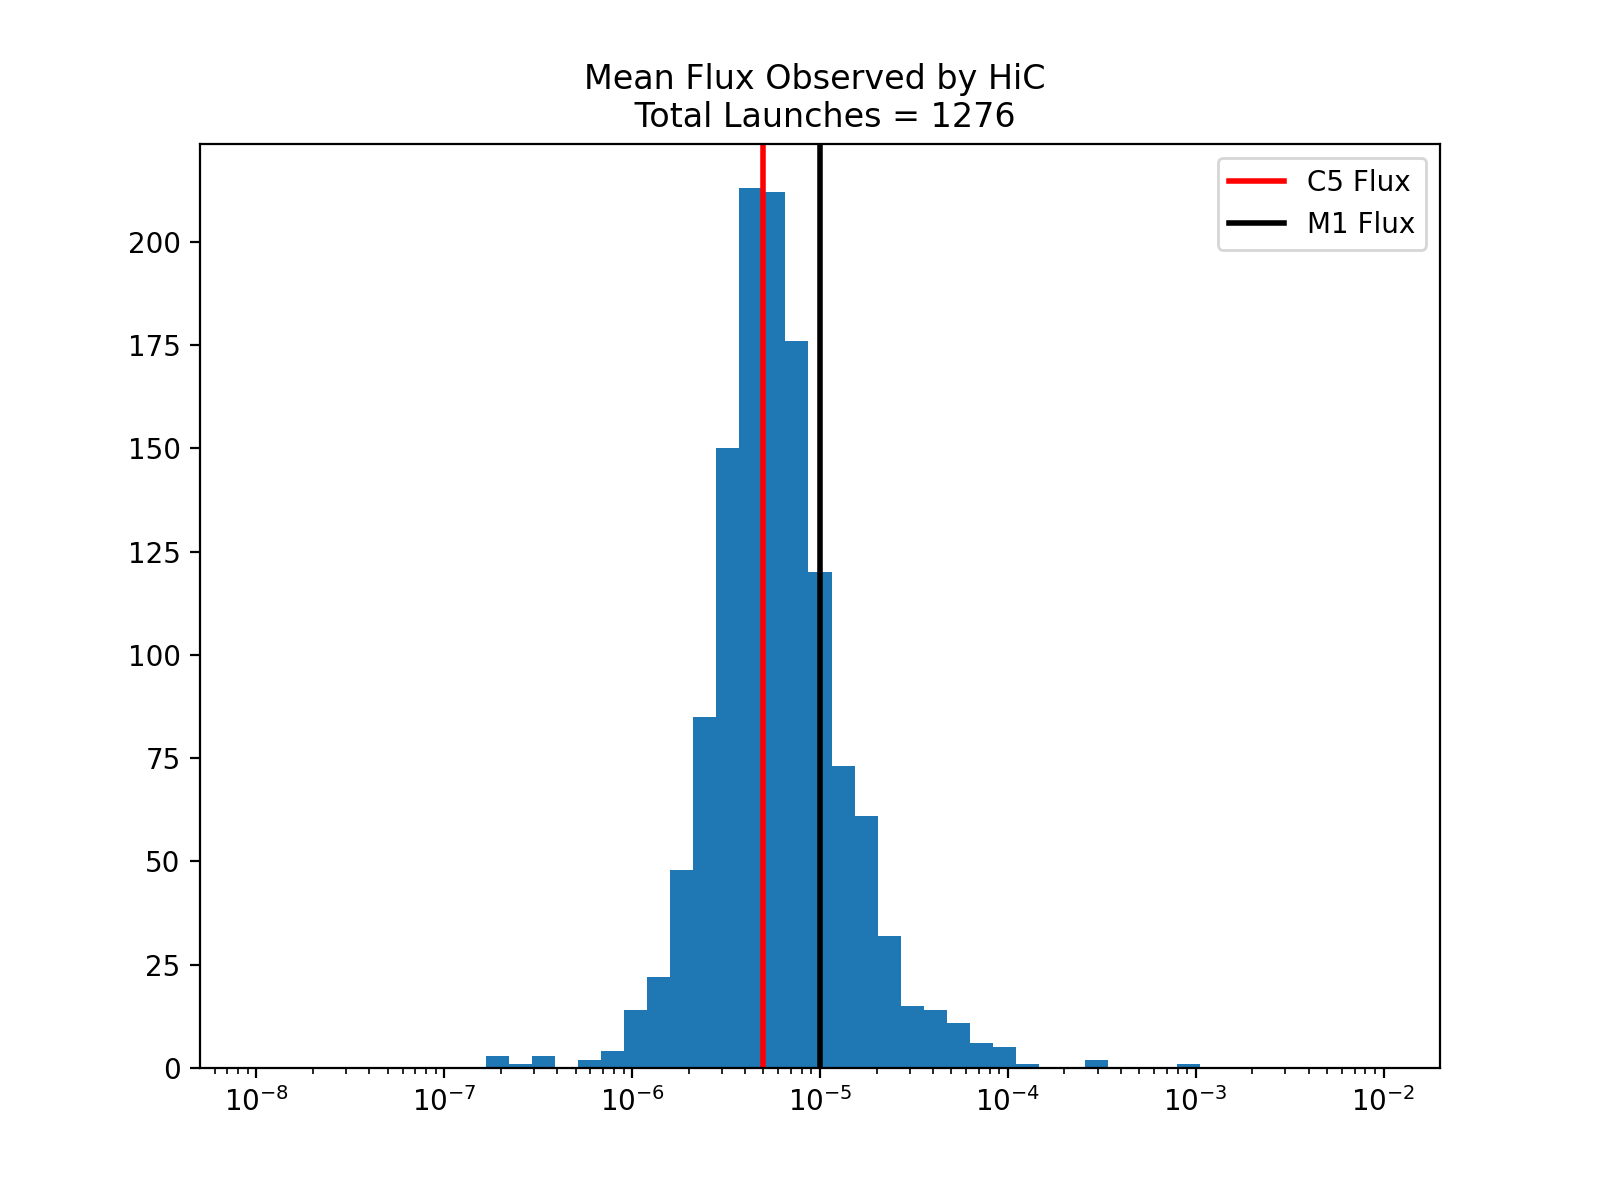 Mean Flux Observed by HiC
Total Launches = 1276
C5 Flux
M1 Flux
200
175
150
125
100
75
50
25
0
10⁻⁸ 10⁻⁷ 10⁻⁶ 10⁻⁵ 10⁻⁴ 10⁻³ 10⁻²